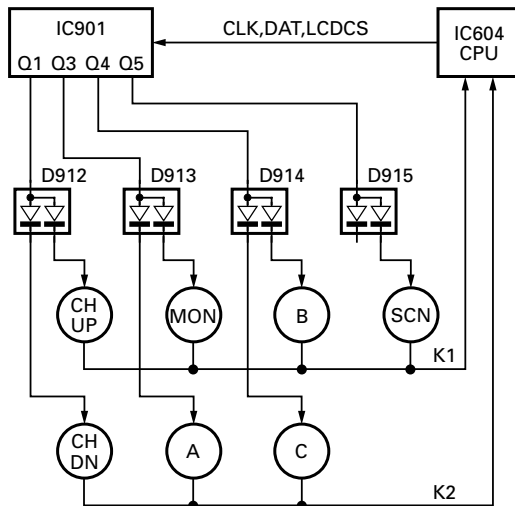 IC901
Q1 Q3 Q4 Q5
CLK,DAT,LCDCS
IC604
CPU
D912
D913
D914
D915
CH
UP
MON
B
SCN
K1
CH
DN
A
C
K2